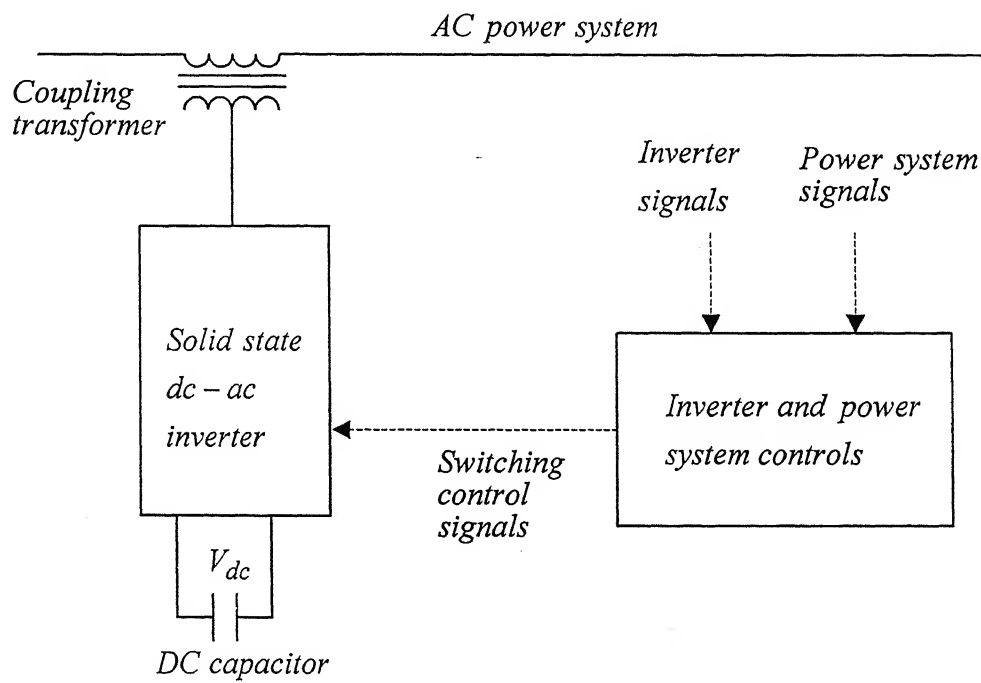 AC power system
Coupling
transformer
Inverter
signals
Power system
signals
Solid state
dc – ac
inverter
Inverter and power
system controls
Switching
control
signals
Vdc
DC capacitor